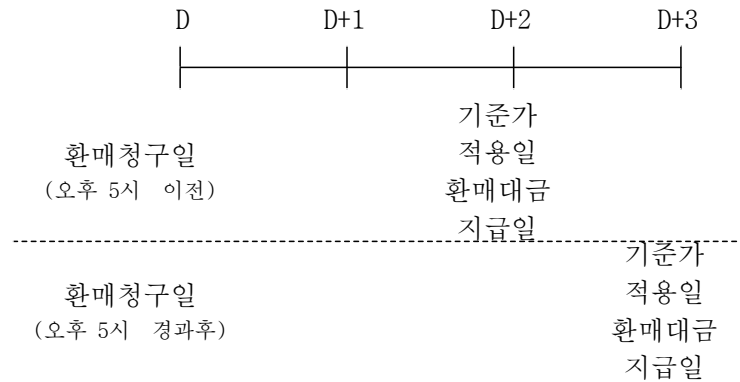 D D+1 D+2 D+3
기준가
적용일
환매대금
지급일
환매청구일
(오후 5시 이전)
기준가
적용일
환매대금
지급일
환매청구일
(오후 5시 경과후)